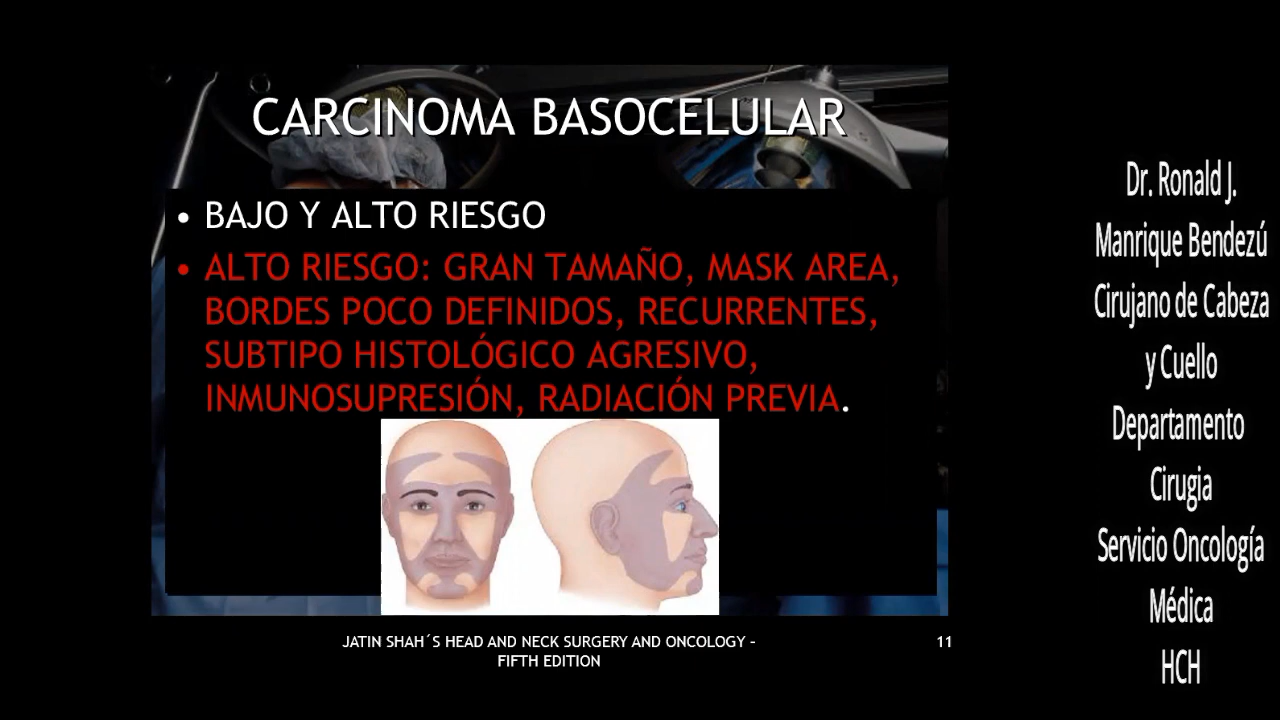 CARCINOMA BASOCELULAR
• BAJO Y ALTO RIESGO
• ALTO RIESGO: GRAN TAMAÑO, MASK AREA,
BORDES POCO DEFINIDOS, RECURRENTES,
SUBTIPO HISTOLÓGICO AGRESIVO,
INMUNOSUPRESIÓN, RADIACIÓN PREVIA.
JATIN SHAH´S HEAD AND NECK SURGERY AND ONCOLOGY –
FIFTH EDITION
11
Dr. Ronald J.
Manrique Bendezú
Cirujano de Cabeza
y Cuello
Departamento
Cirugia
Servicio Oncología
Médica
HCH